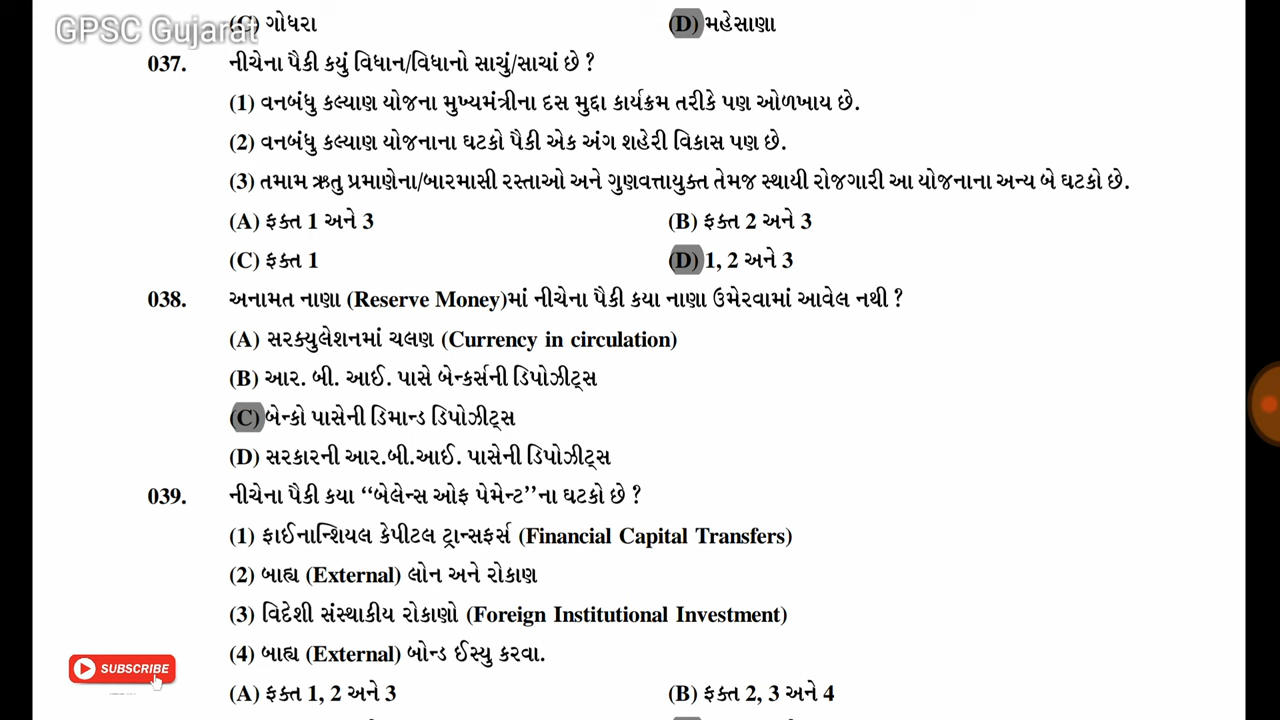 GPSC Gujarat
(C) ગોધરા (D) મહેસાણા
037. નીચેના પૈકી કયું વિધાન/વિધાનો સાચું/સાચાં છે ?
(1) વનબંધુ કલ્યાણ યોજના મુખ્યમંત્રીના દસ મુદ્દા કાર્યક્રમ તરીકે પણ ઓળખાય છે.
(2) વનબંધુ કલ્યાણ યોજનાના ઘટકો પૈકી એક અંગ શહેરી વિકાસ પણ છે.
(3) તમામ ઋતુ પ્રમાણેના/બારમાસી રસ્તાઓ અને ગુણવત્તાયુક્ત તેમજ સ્થાયી રોજગારી આ યોજનાના અન્ય બે ઘટકો છે.
(A) ફક્ત 1 અને 3 (B) ફક્ત 2 અને 3
(C) ફક્ત 1 (D) 1, 2 અને 3
038. અનામત નાણા (Reserve Money)માં નીચેના પૈકી કયા નાણા ઉમેરવામાં આવેલ નથી ?
(A) સરક્યુલેશનમાં ચલણ (Currency in circulation)
(B) આર. બી. આઈ. પાસે બેન્કર્સની ડિપોઝીટ્સ
(C) બેન્કો પાસેની ડિમાન્ડ ડિપોઝીટ્સ
(D) સરકારની આર.બી.આઈ. પાસેની ડિપોઝીટ્સ
039. નીચેના પૈકી કયા “બેલેન્સ ઓફ પેમેન્ટ”ના ઘટકો છે ?
(1) ફાઈનાન્શિયલ કેપીટલ ટ્રાન્સફર્સ (Financial Capital Transfers)
(2) બાહ્ય (External) લોન અને રોકાણ
(3) વિદેશી સંસ્થાકીય રોકાણો (Foreign Institutional Investment)
(4) બાહ્ય (External) બોન્ડ ઈસ્યુ કરવા.
SUBSCRIBE
(A) ફક્ત 1, 2 અને 3 (B) ફક્ત 2, 3 અને 4